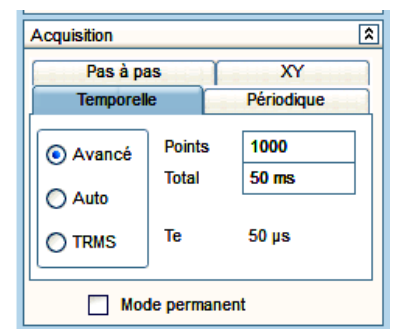 Acquisition
Pas à pas XY
Temporelle Périodique
Avancé Points 1000
Auto Total 50 ms
TRMS Te 50 µs
Mode permanent